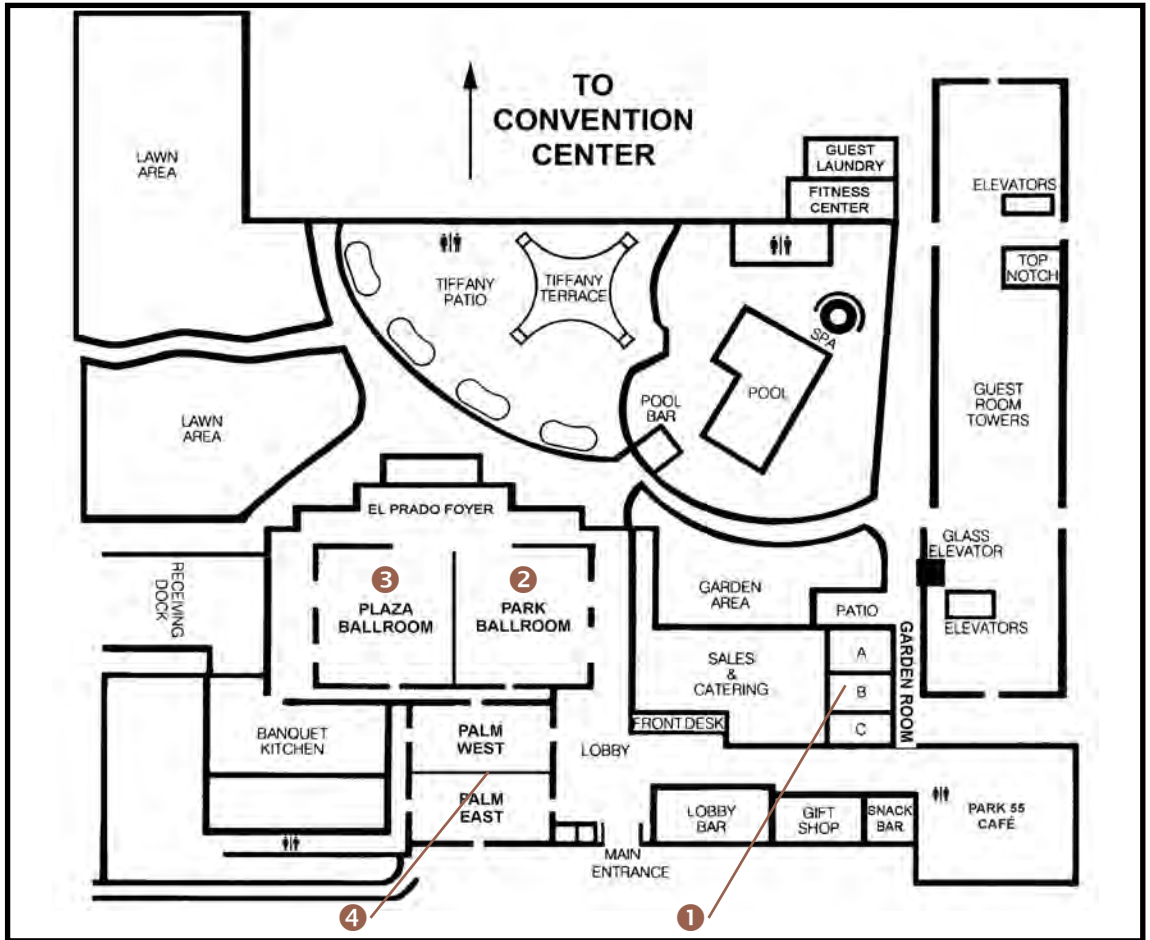 TO
CONVENTION
CENTER
LAWN
AREA
GUEST
LAUNDRY
FITNESS
CENTER
ELEVATORS
TOP
NOTCH
TIFFANY
PATIO
TIFFANY
TERRACE
SPA
POOL
POOL
BAR
GUEST
ROOM
TOWERS
LAWN
AREA
EL PRADO FOYER
GLASS
ELEVATOR
RECEIVING
DOCK
3
PLAZA
BALLROOM
2
PARK
BALLROOM
GARDEN
AREA
PATIO
ELEVATORS
GARDEN ROOM
A
B
C
SALES
&
CATERING
FRONT DESK
BANQUET
KITCHEN
PALM
WEST
LOBBY
PALM
EAST
LOBBY
BAR
GIFT
SHOP
SNACK
BAR
PARK 55
CAFÉ
MAIN
ENTRANCE
4
1